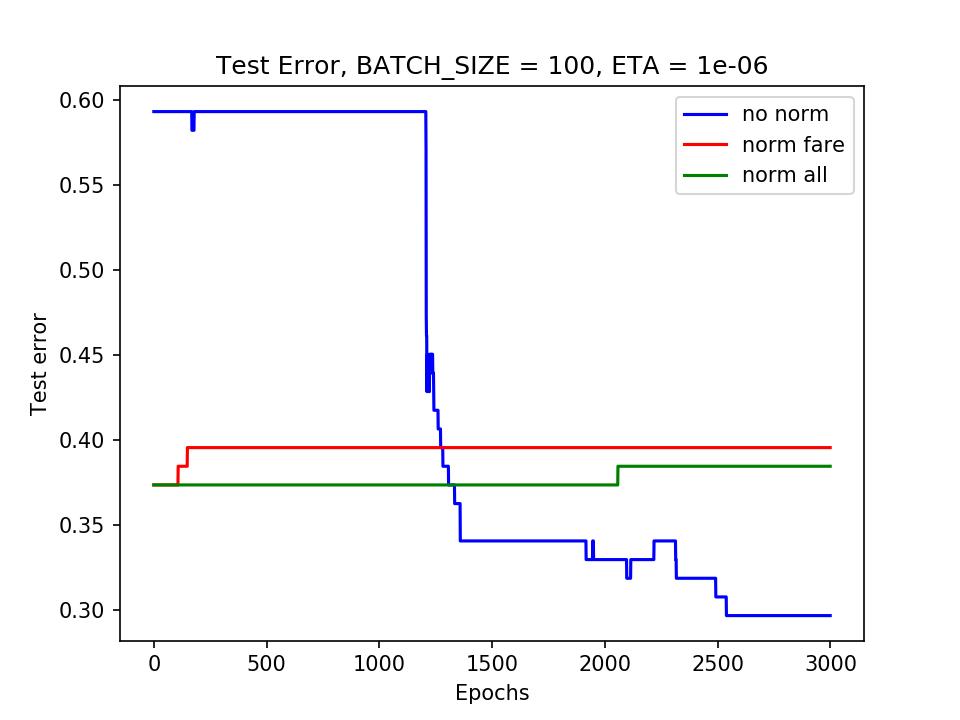 Test Error, BATCH_SIZE = 100, ETA = 1e-06
no norm
norm fare
norm all
Test error
0.60
0.55
0.50
0.45
0.40
0.35
0.30
0 500 1000 1500 2000 2500 3000
Epochs